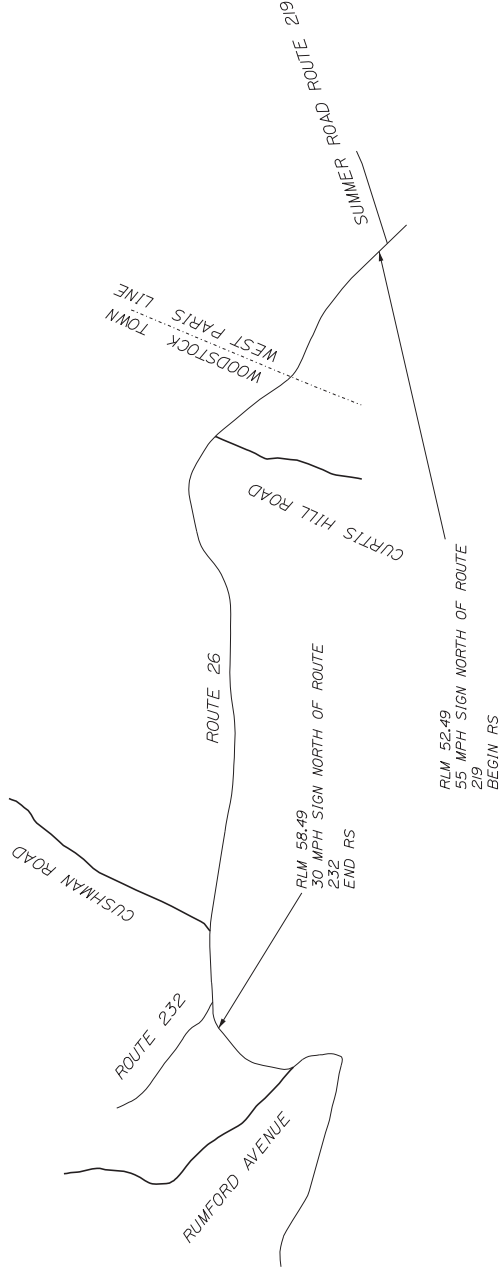 SUMMER ROAD ROUTE 219
WOODSTOCK TOWN
WEST PARIS LINE
CURTIS HILL ROAD
ROUTE 26
CUSHMAN ROAD
ROUTE 232
RUMFORD AVENUE
RLM 58.49
30 MPH SIGN NORTH OF ROUTE
232
END RS
RLM 52.49
55 MPH SIGN NORTH OF ROUTE
219
BEGIN RS